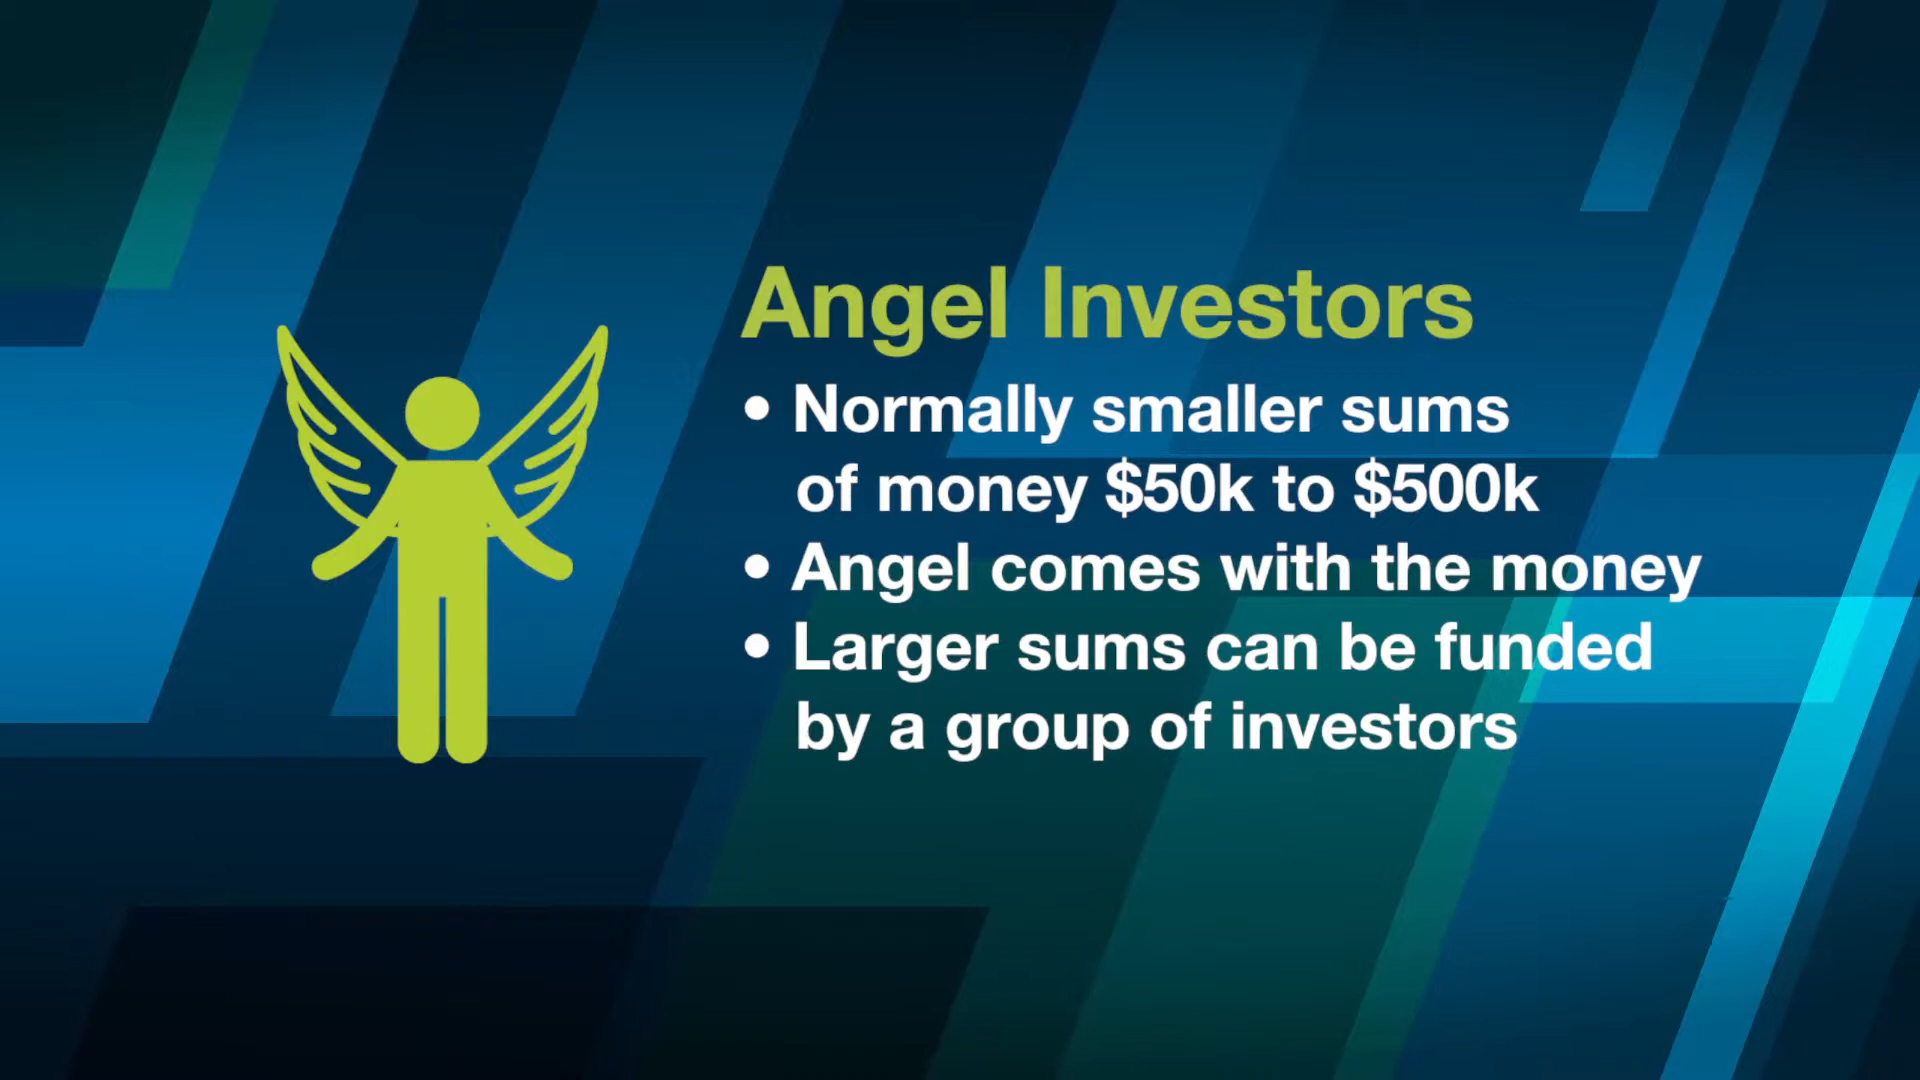 Angel Investors
• Normally smaller sums
of money $50k to $500k
• Angel comes with the money
• Larger sums can be funded
by a group of investors